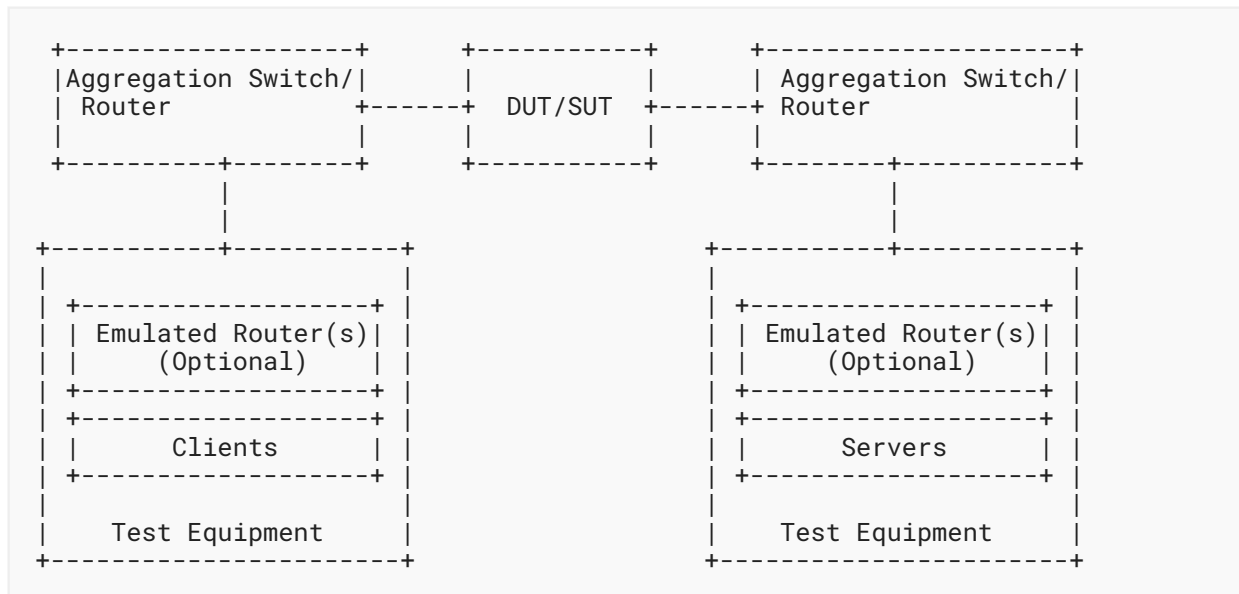 Aggregation Switch/ Aggregation Switch/
Router DUT/SUT Router
Emulated Router(s) Emulated Router(s)
(Optional) (Optional)
Clients Servers
Test Equipment Test Equipment